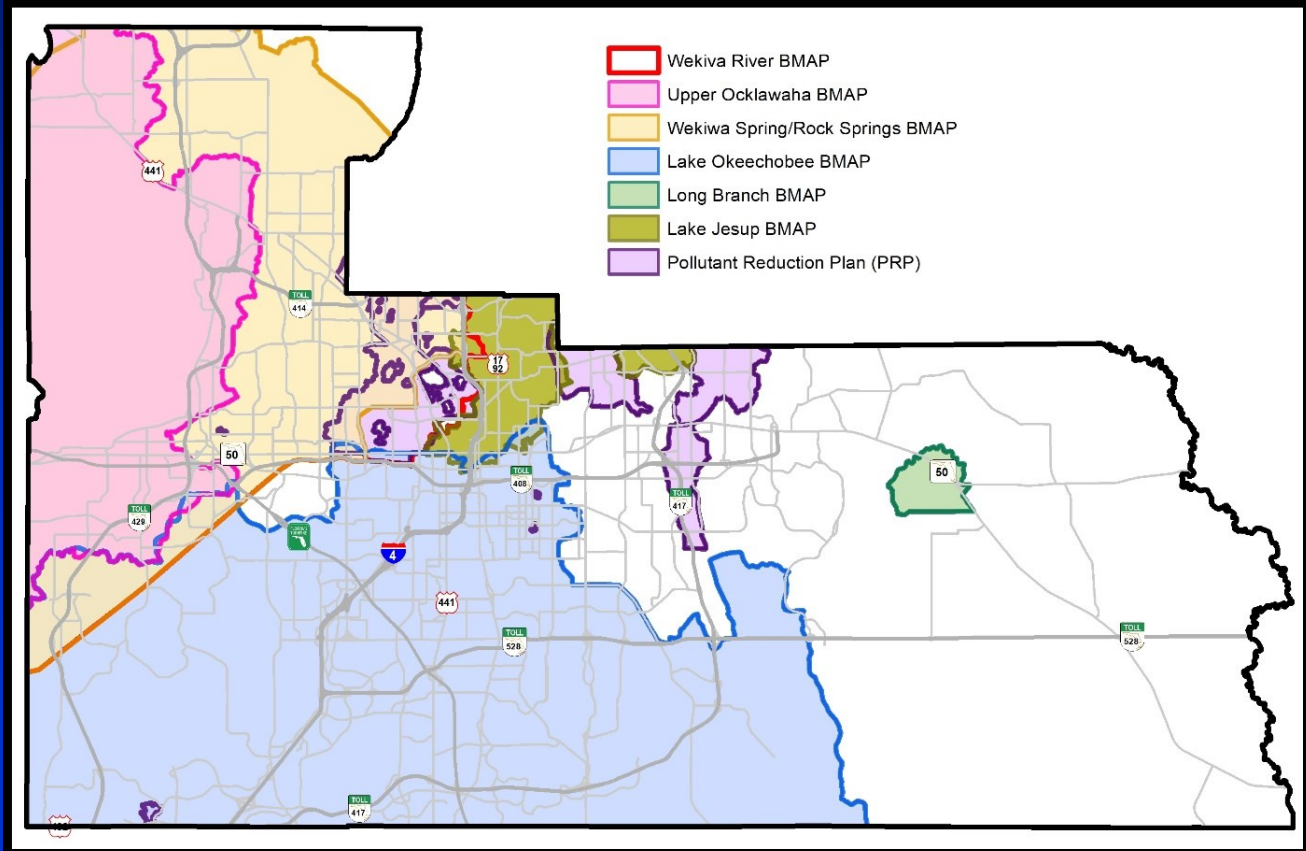 Wekiva River BMAP
Upper Ocklawaha BMAP
Wekiwa Spring/Rock Springs BMAP
Lake Okeechobee BMAP
Long Branch BMAP
Lake Jesup BMAP
Pollutant Reduction Plan (PRP)
441
TOLL
414
17
92
50
50
TOLL
408
TOLL
417
TOLL
429
4
441
TOLL
528
TOLL
528
TOLL
417